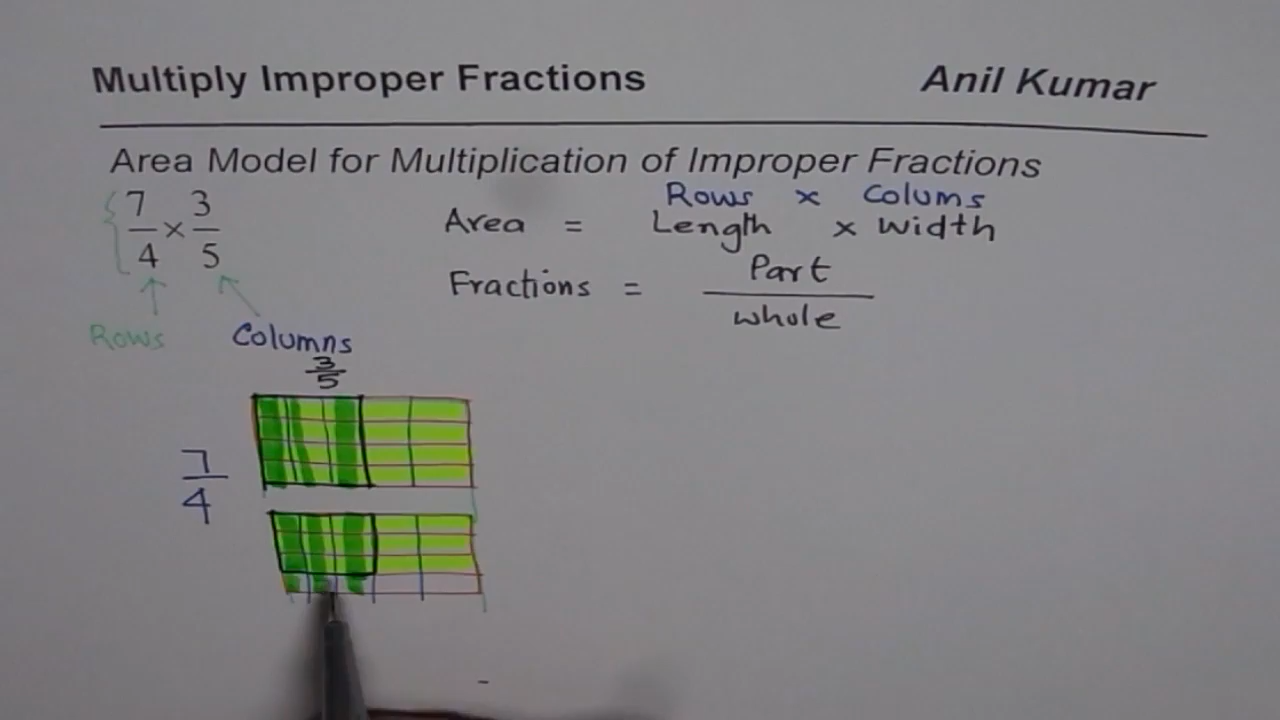 Multiply Improper Fractions Anil Kumar
Area Model for Multiplication of Improper Fractions
7/4 × 3/5
Rows × Colums
Area = Length × Width
Fractions = Part/whole
Rows Columns
3/5
7/4